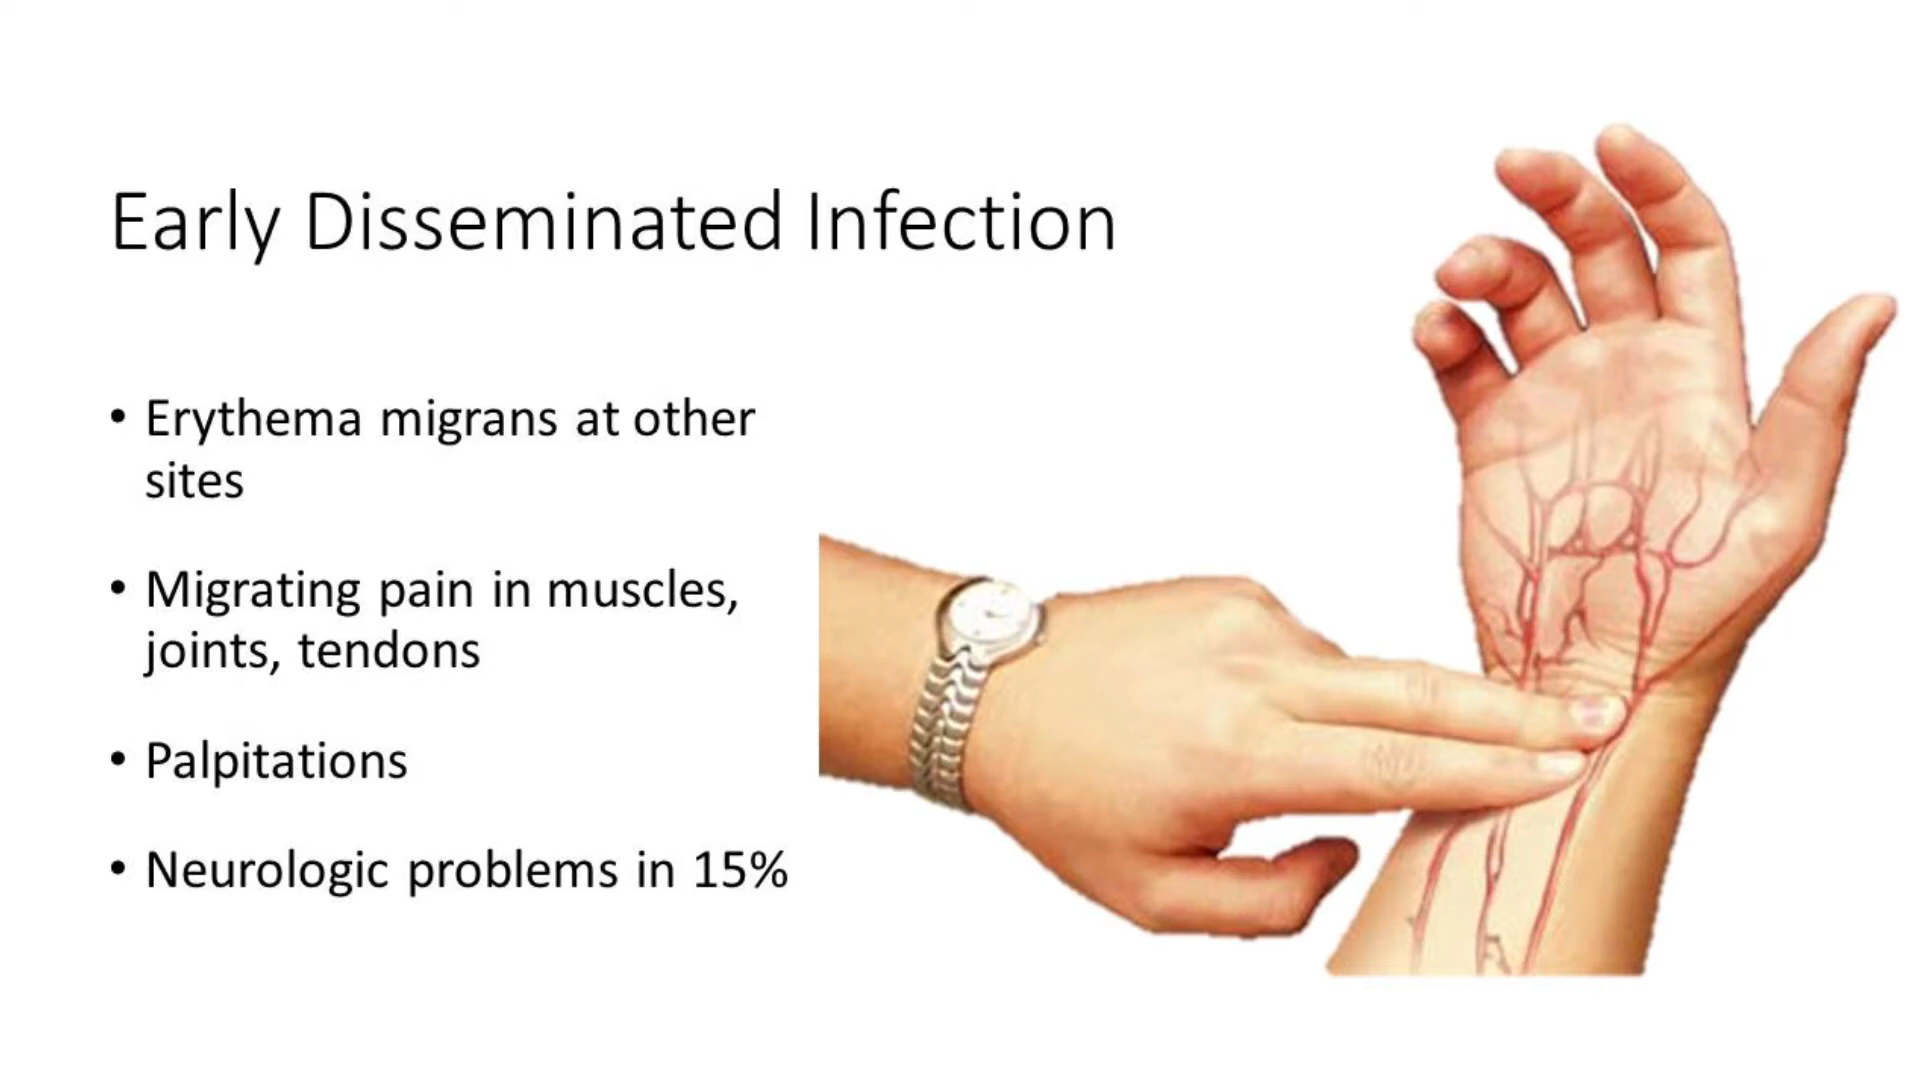 Early Disseminated Infection
• Erythema migrans at other
sites
• Migrating pain in muscles,
joints, tendons
• Palpitations
• Neurologic problems in 15%